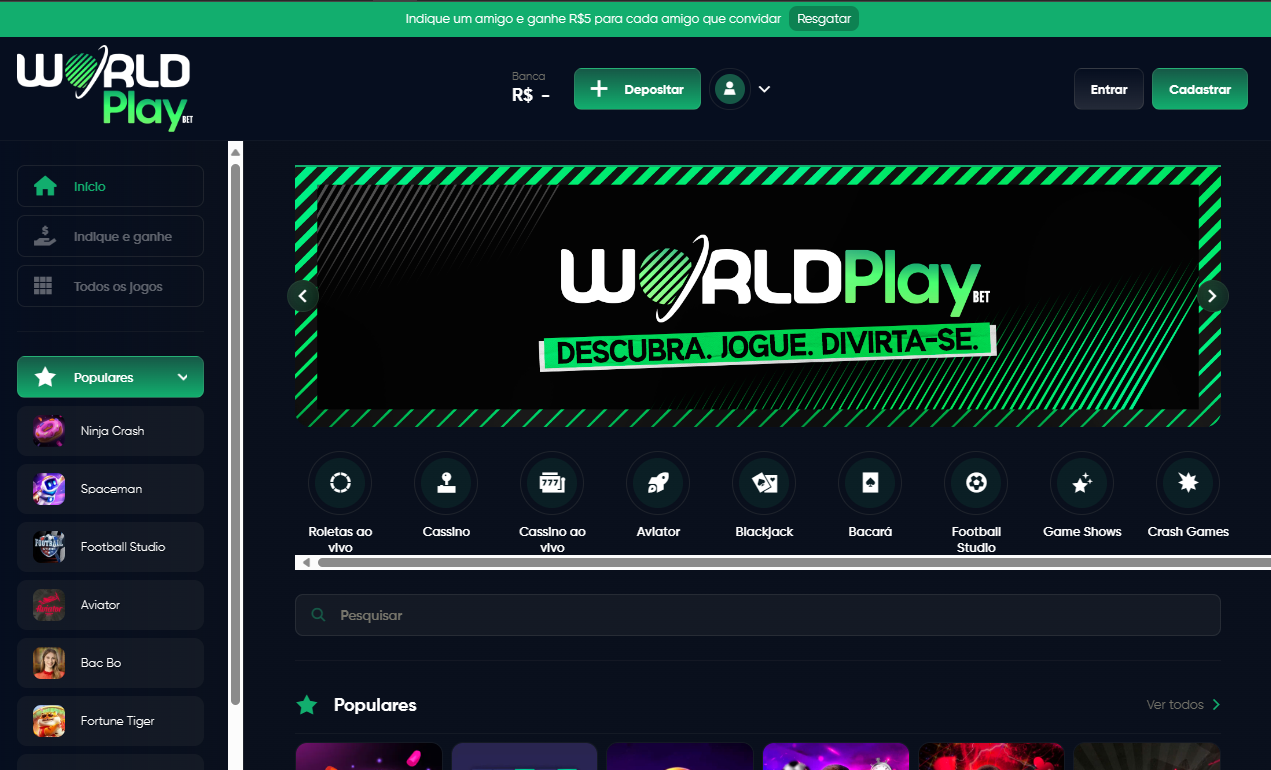 Indique um amigo e ganhe R$5 para cada amigo que convidar Resgatar
WORLD
Play
BET
Banca
R$ -
Depositar
Entrar
Cadastrar
Início
Indique e ganhe
Todos os jogos
Populares
Ninja Crash
Spaceman
Football Studio
Aviator
Bac Bo
Fortune Tiger
WORLDPlay
BET
DESCUBRA. JOGUE. DIVIRTA-SE.
Roletas ao
vivo
Cassino
777
Cassino ao
vivo
Aviator
Blackjack
Bacará
Football
Studio
Game Shows
Crash Games
Pesquisar
Populares
Ver todos